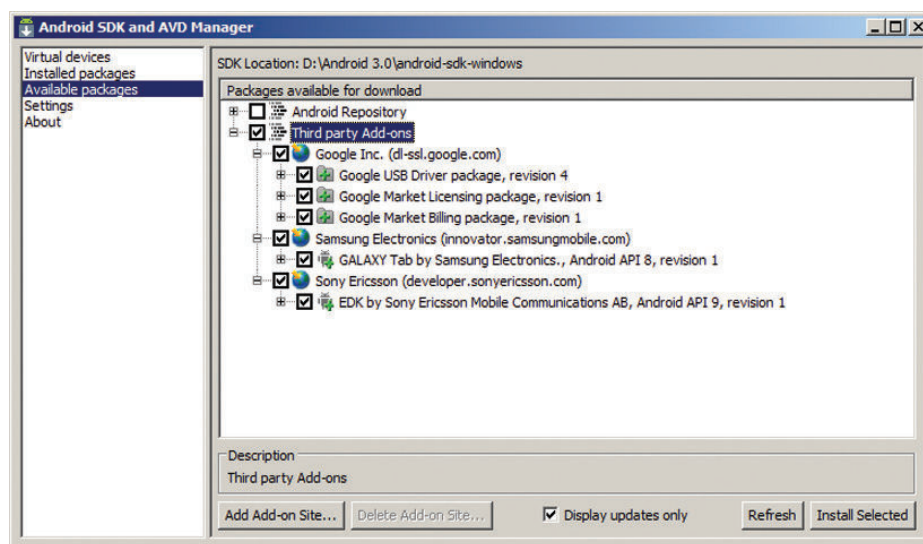 Android SDK and AVD Manager
Virtual devices
Installed packages
Available packages
Settings
About
SDK Location: D:\Android 3.0\android-sdk-windows
Packages available for download
Android Repository
Third party Add-ons
Google Inc. (dl-ssl.google.com)
Google USB Driver package, revision 4
Google Market Licensing package, revision 1
Google Market Billing package, revision 1
Samsung Electronics (innovator.samsungmobile.com)
GALAXY Tab by Samsung Electronics., Android API 8, revision 1
Sony Ericsson (developer.sonyericsson.com)
EDK by Sony Ericsson Mobile Communications AB, Android API 9, revision 1
Description
Third party Add-ons
Add Add-on Site... Delete Add-on Site... Display updates only Refresh Install Selected